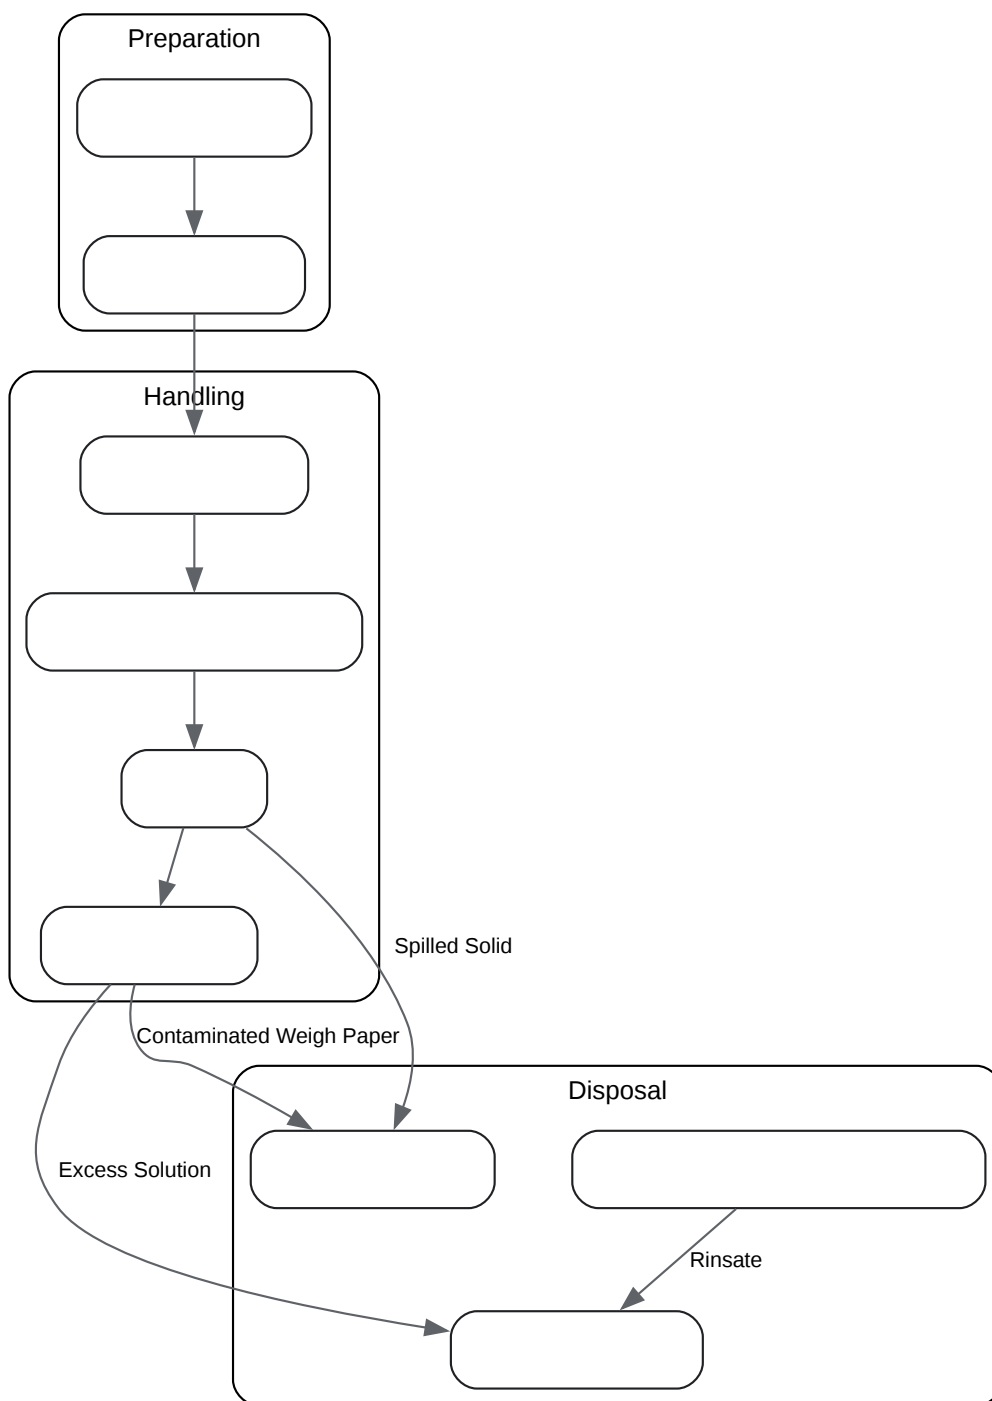 Preparation
Handling
Spilled Solid
Contaminated Weigh Paper
Disposal
Excess Solution
Rinsate